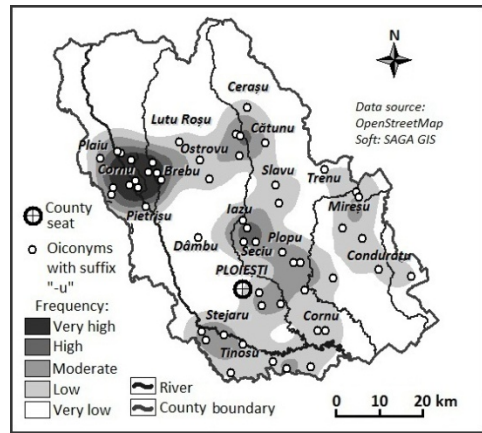 N
Cerașu
Data source:
OpenStreetMap
Soft: SAGA GIS
Lutu Roșu
Cătunu
Plaiu
Ostrovu
Cornu
Brebu
Slavu
Trenu
Mireșu
Pietrișu
County
seat
Iazu
Oiconyms
with suffix
"-u"
Dâmbu
Seciu
Plopu
Conduratu
PLOIEȘTI
Frequency:
Very high
High
Moderate
Low
Very low
Stejaru
Cornu
Tinosu
River
County boundary
0
10
20 km